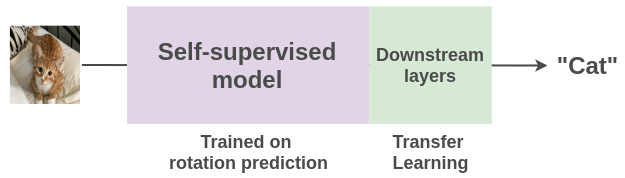 Self-supervised
model
Downstream
layers
"Cat"
Trained on
rotation prediction
Transfer
Learning